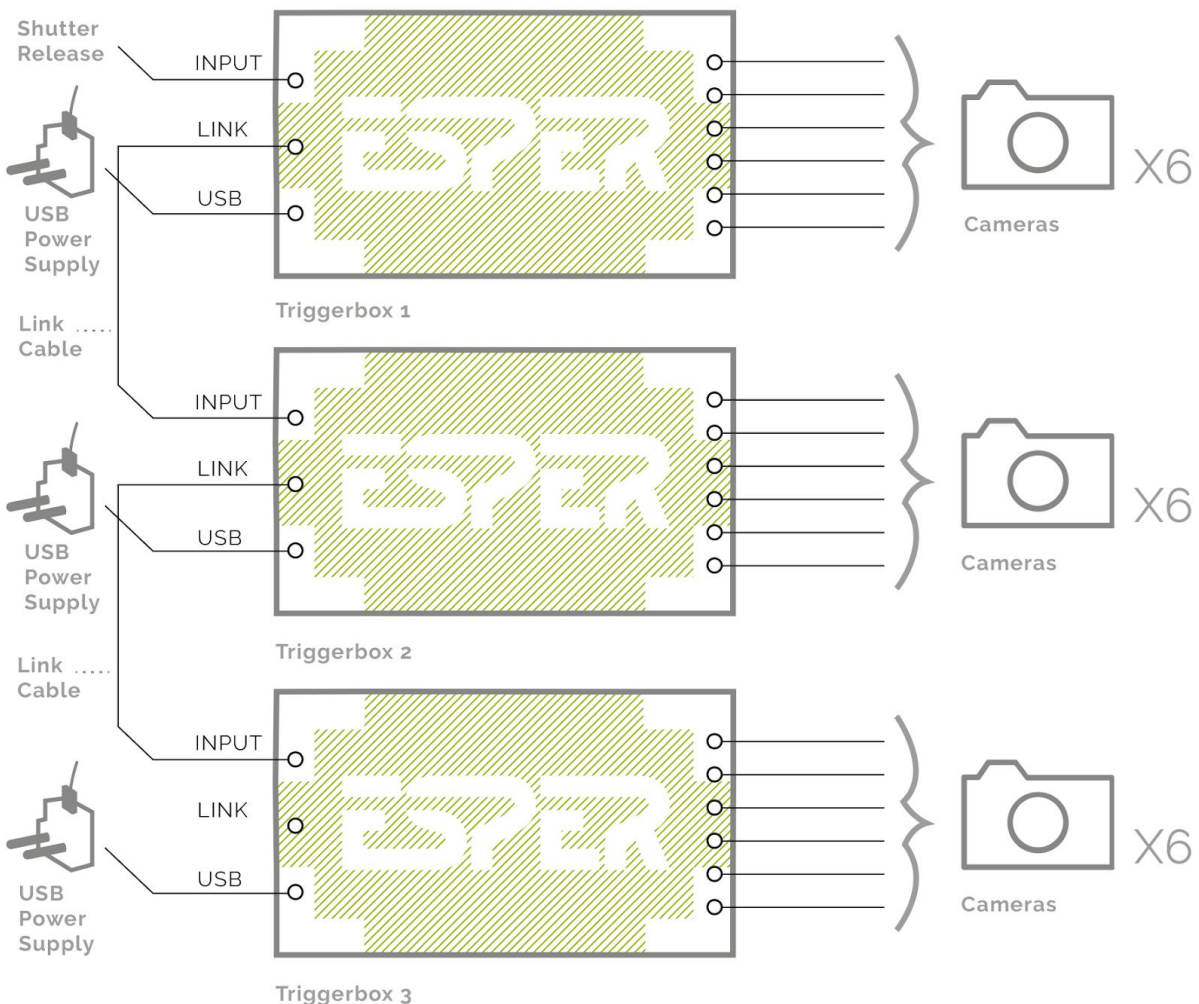 Shutter
Release
INPUT
LINK
USB
USB
Power
Supply
ESPER
X6
Cameras
Triggerbox 1
Link .....
Cable
INPUT
LINK
USB
USB
Power
Supply
ESPER
X6
Cameras
Triggerbox 2
Link .....
Cable
INPUT
LINK
USB
USB
Power
Supply
ESPER
X6
Cameras
Triggerbox 3